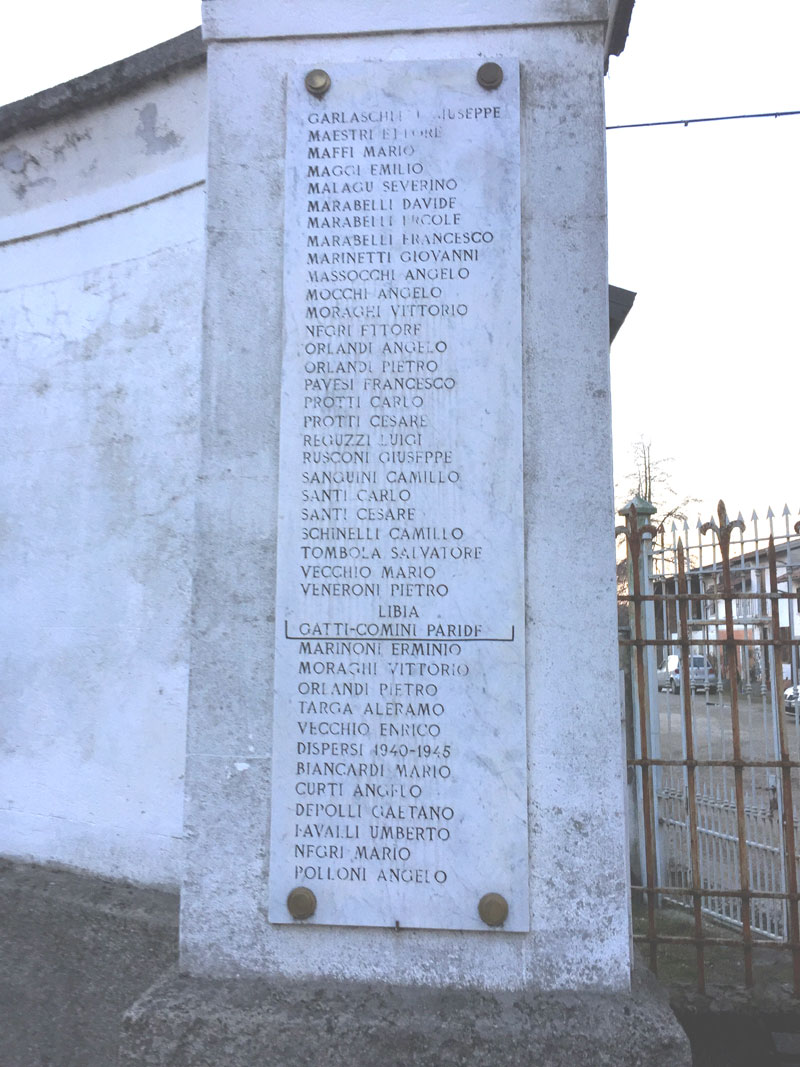 GIUSEPPE
MAESTRI ETTORE
MAFFI MARIO
MAGGI EMILIO
MALAGU SEVERINO
MARABELLI DAVIDE
MARABELLI ERCOLE
MARABELLI FRANCESCO
MARINETTI GIOVANNI
MASSOCCHI ANGELO
MOCCHI ANGELO
MORAGHI VITTORIO
NEGRI ETTORE
ORLANDI ANGELO
ORLANDI PIETRO
PAVESI FRANCESCO
PROTTI CARLO
PROTTI CESARE
REGUZZI LUIGI
RUSCONI GIUSEPPE
SANGUINI CAMILLO
SANTI CARLO
SANTI CESARE
SCHINELLI CAMILLO
TOMBOLA SALVATORE
VECCHIO MARIO
VENERONI PIETRO
LIBIA
GATTI-COMINI PARIDE
MARINONI ERMINIO
MORAGHI VITTORIO
ORLANDI PIETRO
TARGA ALERAMO
VECCHIO ENRICO
DISPERSI 1940-1945
BIANCARDI MARIO
CURTI ANGELO
DEPOLLI GAETANO
FAVALLI UMBERTO
NEGRI MARIO
POLLONI ANGELO